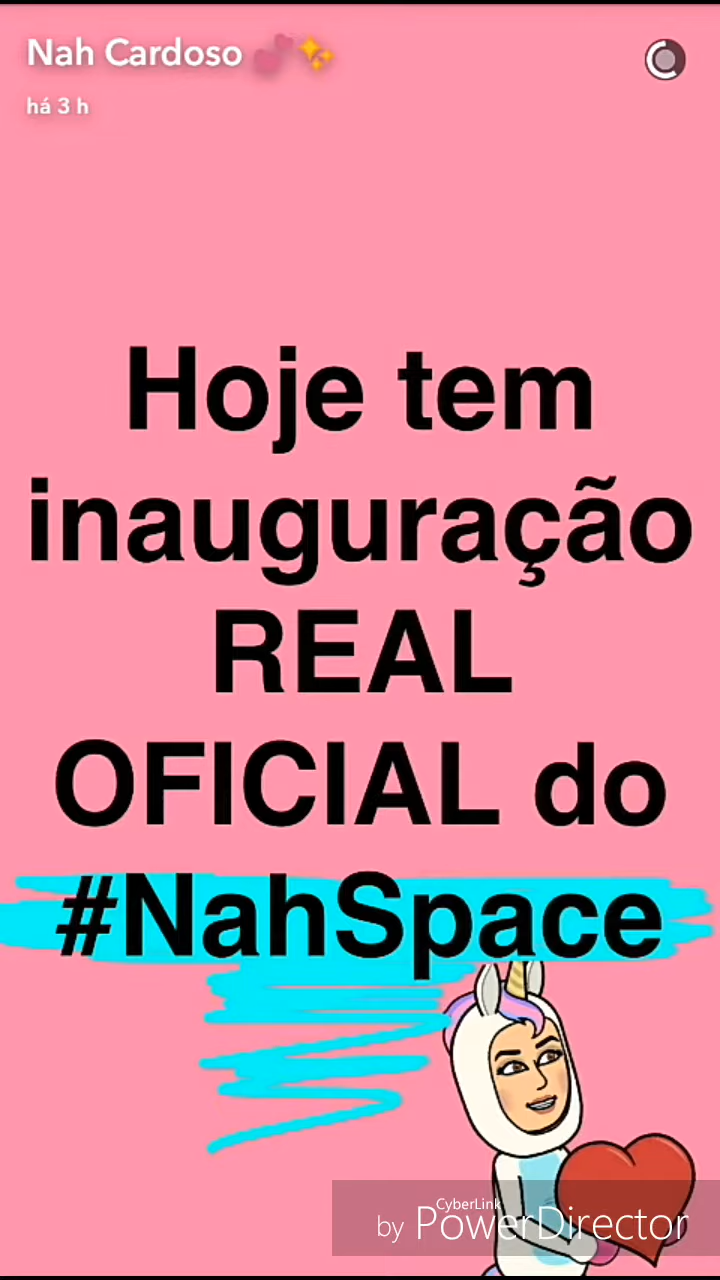 Nah Cardoso 💕✨
há 3 h
Hoje tem
inauguração
REAL
OFICIAL do
#NahSpace
CyberLink
by PowerDirector